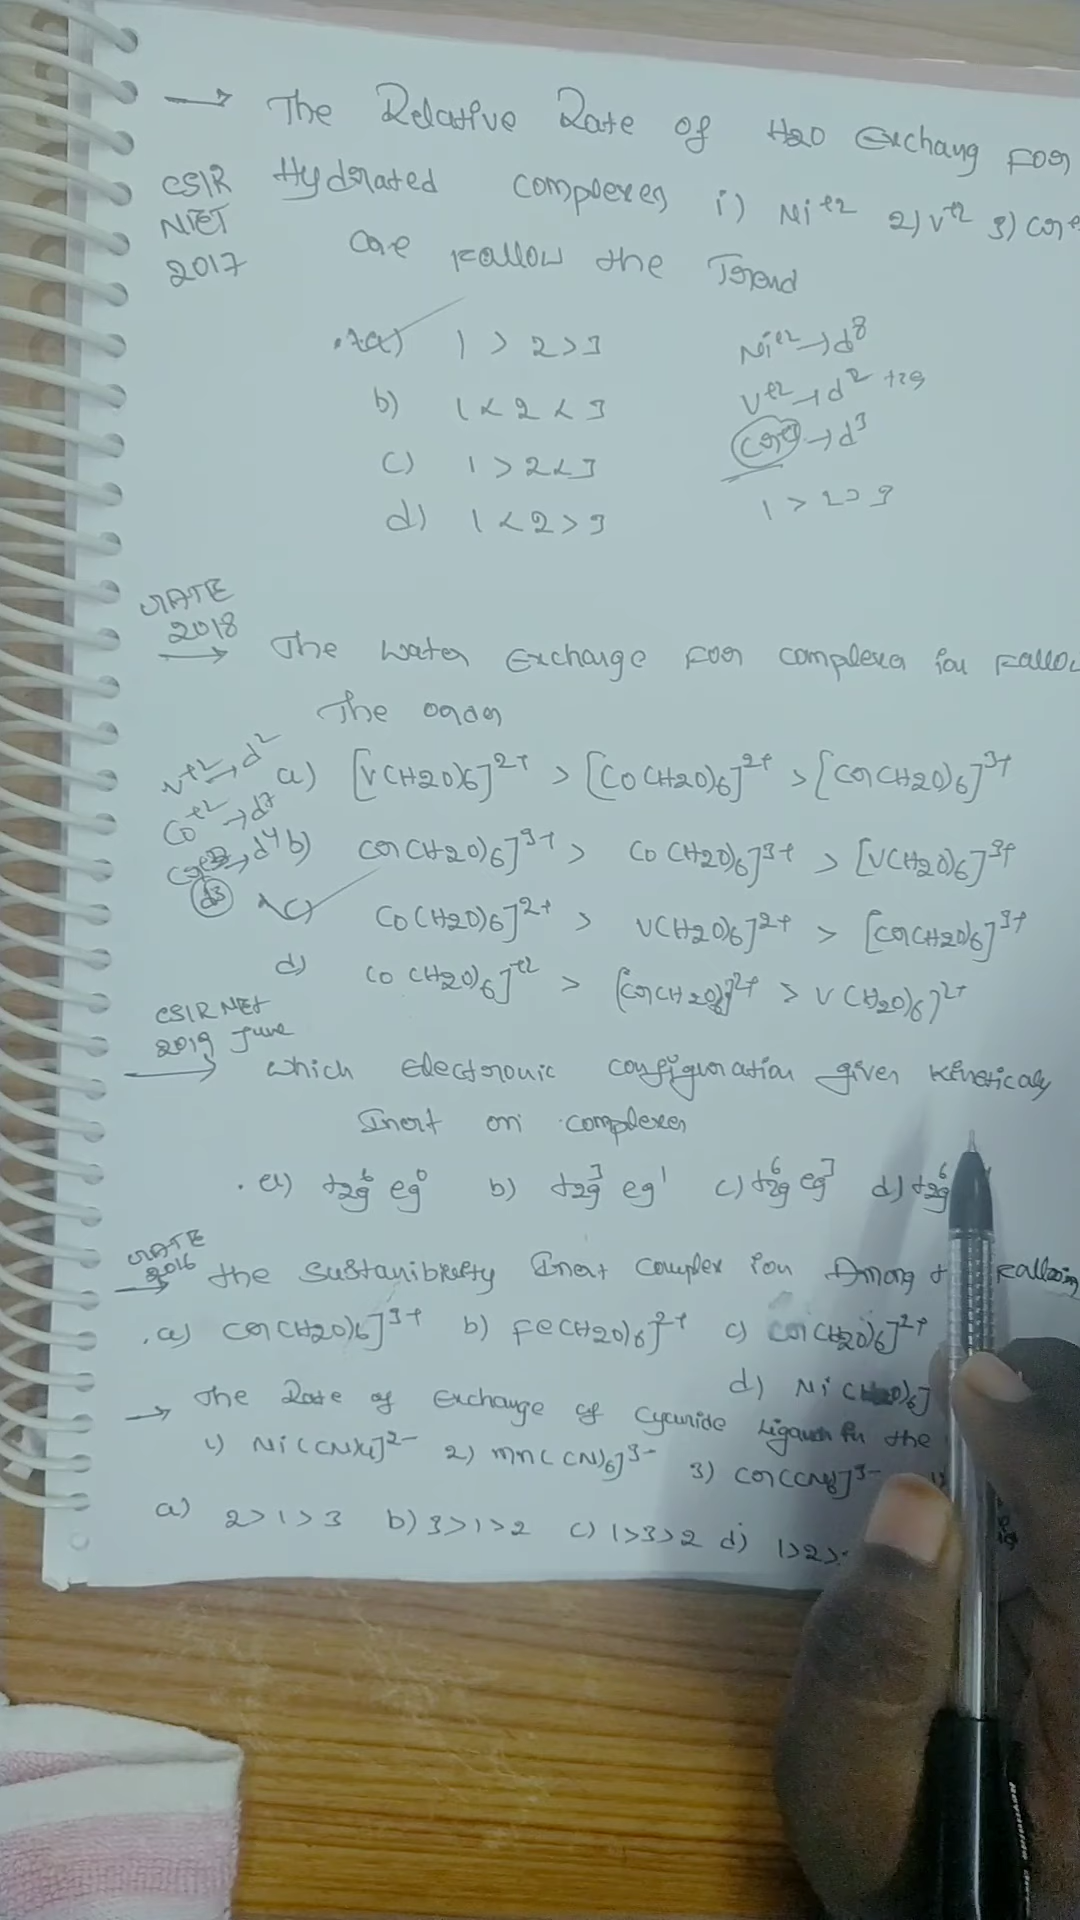 → The Relative Rate of H2O Exchang For
CSIR NET 2017
Hydrated complexes i) Ni+2 2) V+2 3) Cr+
are Follow the Trend
a) 1 > 2 > 3
b) 1 < 2 < 3
c) 1 > 2 < 3
d) 1 < 2 > 3
Ni+2 → d8
V+2 → d2 t2g
→ d3
1 > 2 > 3
GATE 2018
→ The water Exchange For complexes ion Follo
The order
V+2 → d2
Co+2 → d7
→ d4
d3
a) [V(H2O)6]2+ > [Co(H2O)6]2+ > [Cr(H2O)6]3+
b) Cr(H2O)6]3+ > Co(H2O)6]3+ > [V(H2O)6]3+
c) Co(H2O)6]2+ > V(H2O)6]2+ > [Cr(H2O)6]3+
d) Co(H2O)6]+2 > [Cr(H2O)6]2+ > V(H2O)6]2+
CSIR NET
2019 June
→ which Electronic configuration given kineticaly
Inert on complexes
a) t2g6 eg0 b) t2g3 eg1 c) t2g6 eg3 d) t2g6
GATE 2016
→ the Inert complex ion Among
a) Cr(H2O)6]3+ b) Fe(H2O)6]2+ c) Cr(H2O)6]2+
d) Ni(H2O)6]
→ The Rate of Exchange of Cyanide Ligand in the
1) Ni(CN)4]2- 2) Mn(CN)6]3- 3) Cr(CN)6]3-
a) 2>1>3 b) 3>1>2 c) 1>3>2 d) 1>2>